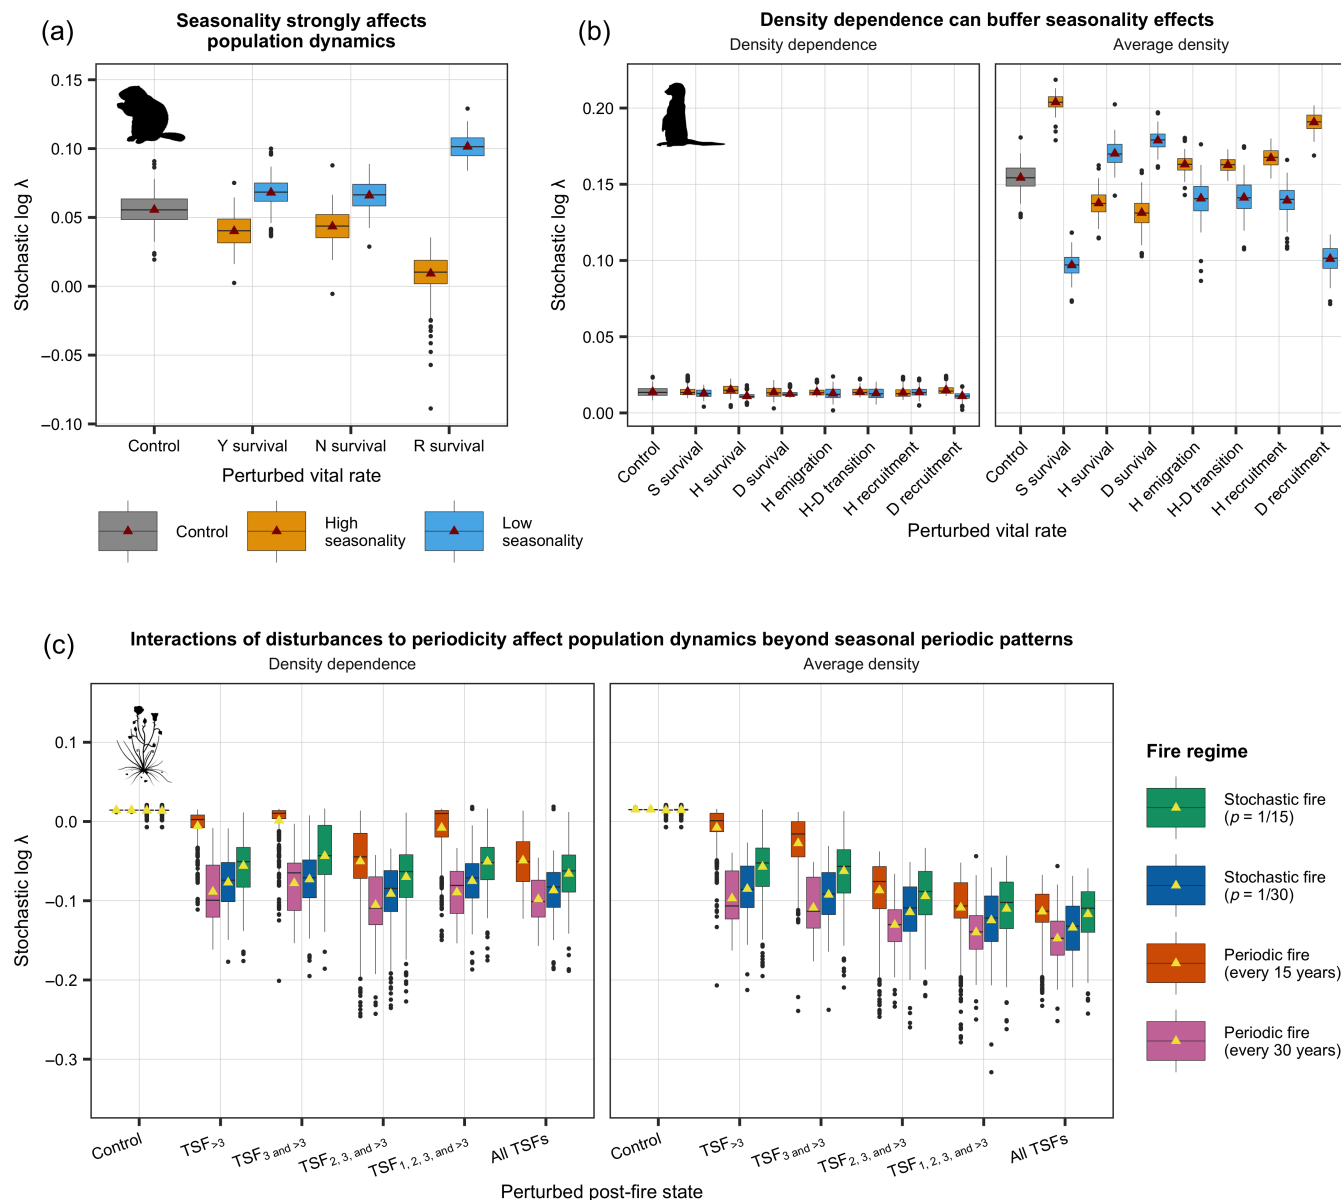 (a)
Seasonality strongly affects
population dynamics
Stochastic log λ
0.15
0.10
0.05
0.00
−0.05
−0.10
Control
Y survival
N survival
R survival
Perturbed vital rate
Control
High
seasonality
Low
seasonality
(b)
Density dependence can buffer seasonality effects
Density dependence
Average density
Stochastic log λ
0.20
0.15
0.10
0.05
0.00
Control
S survival
H survival
D survival
H emigration
H-D transition
H recruitment
D recruitment
Control
S survival
H survival
D survival
H emigration
H-D transition
H recruitment
D recruitment
Perturbed vital rate
(c)
Interactions of disturbances to periodicity affect population dynamics beyond seasonal periodic patterns
Density dependence
Average density
Stochastic log λ
0.1
0.0
−0.1
−0.2
−0.3
Control
TSF>3
TSF3 and >3
TSF2, 3, and >3
TSF1, 2, 3, and >3
All TSFs
Control
TSF>3
TSF3 and >3
TSF2, 3, and >3
TSF1, 2, 3, and >3
All TSFs
Perturbed post-fire state
Fire regime
Stochastic fire
(p = 1/15)
Stochastic fire
(p = 1/30)
Periodic fire
(every 15 years)
Periodic fire
(every 30 years)